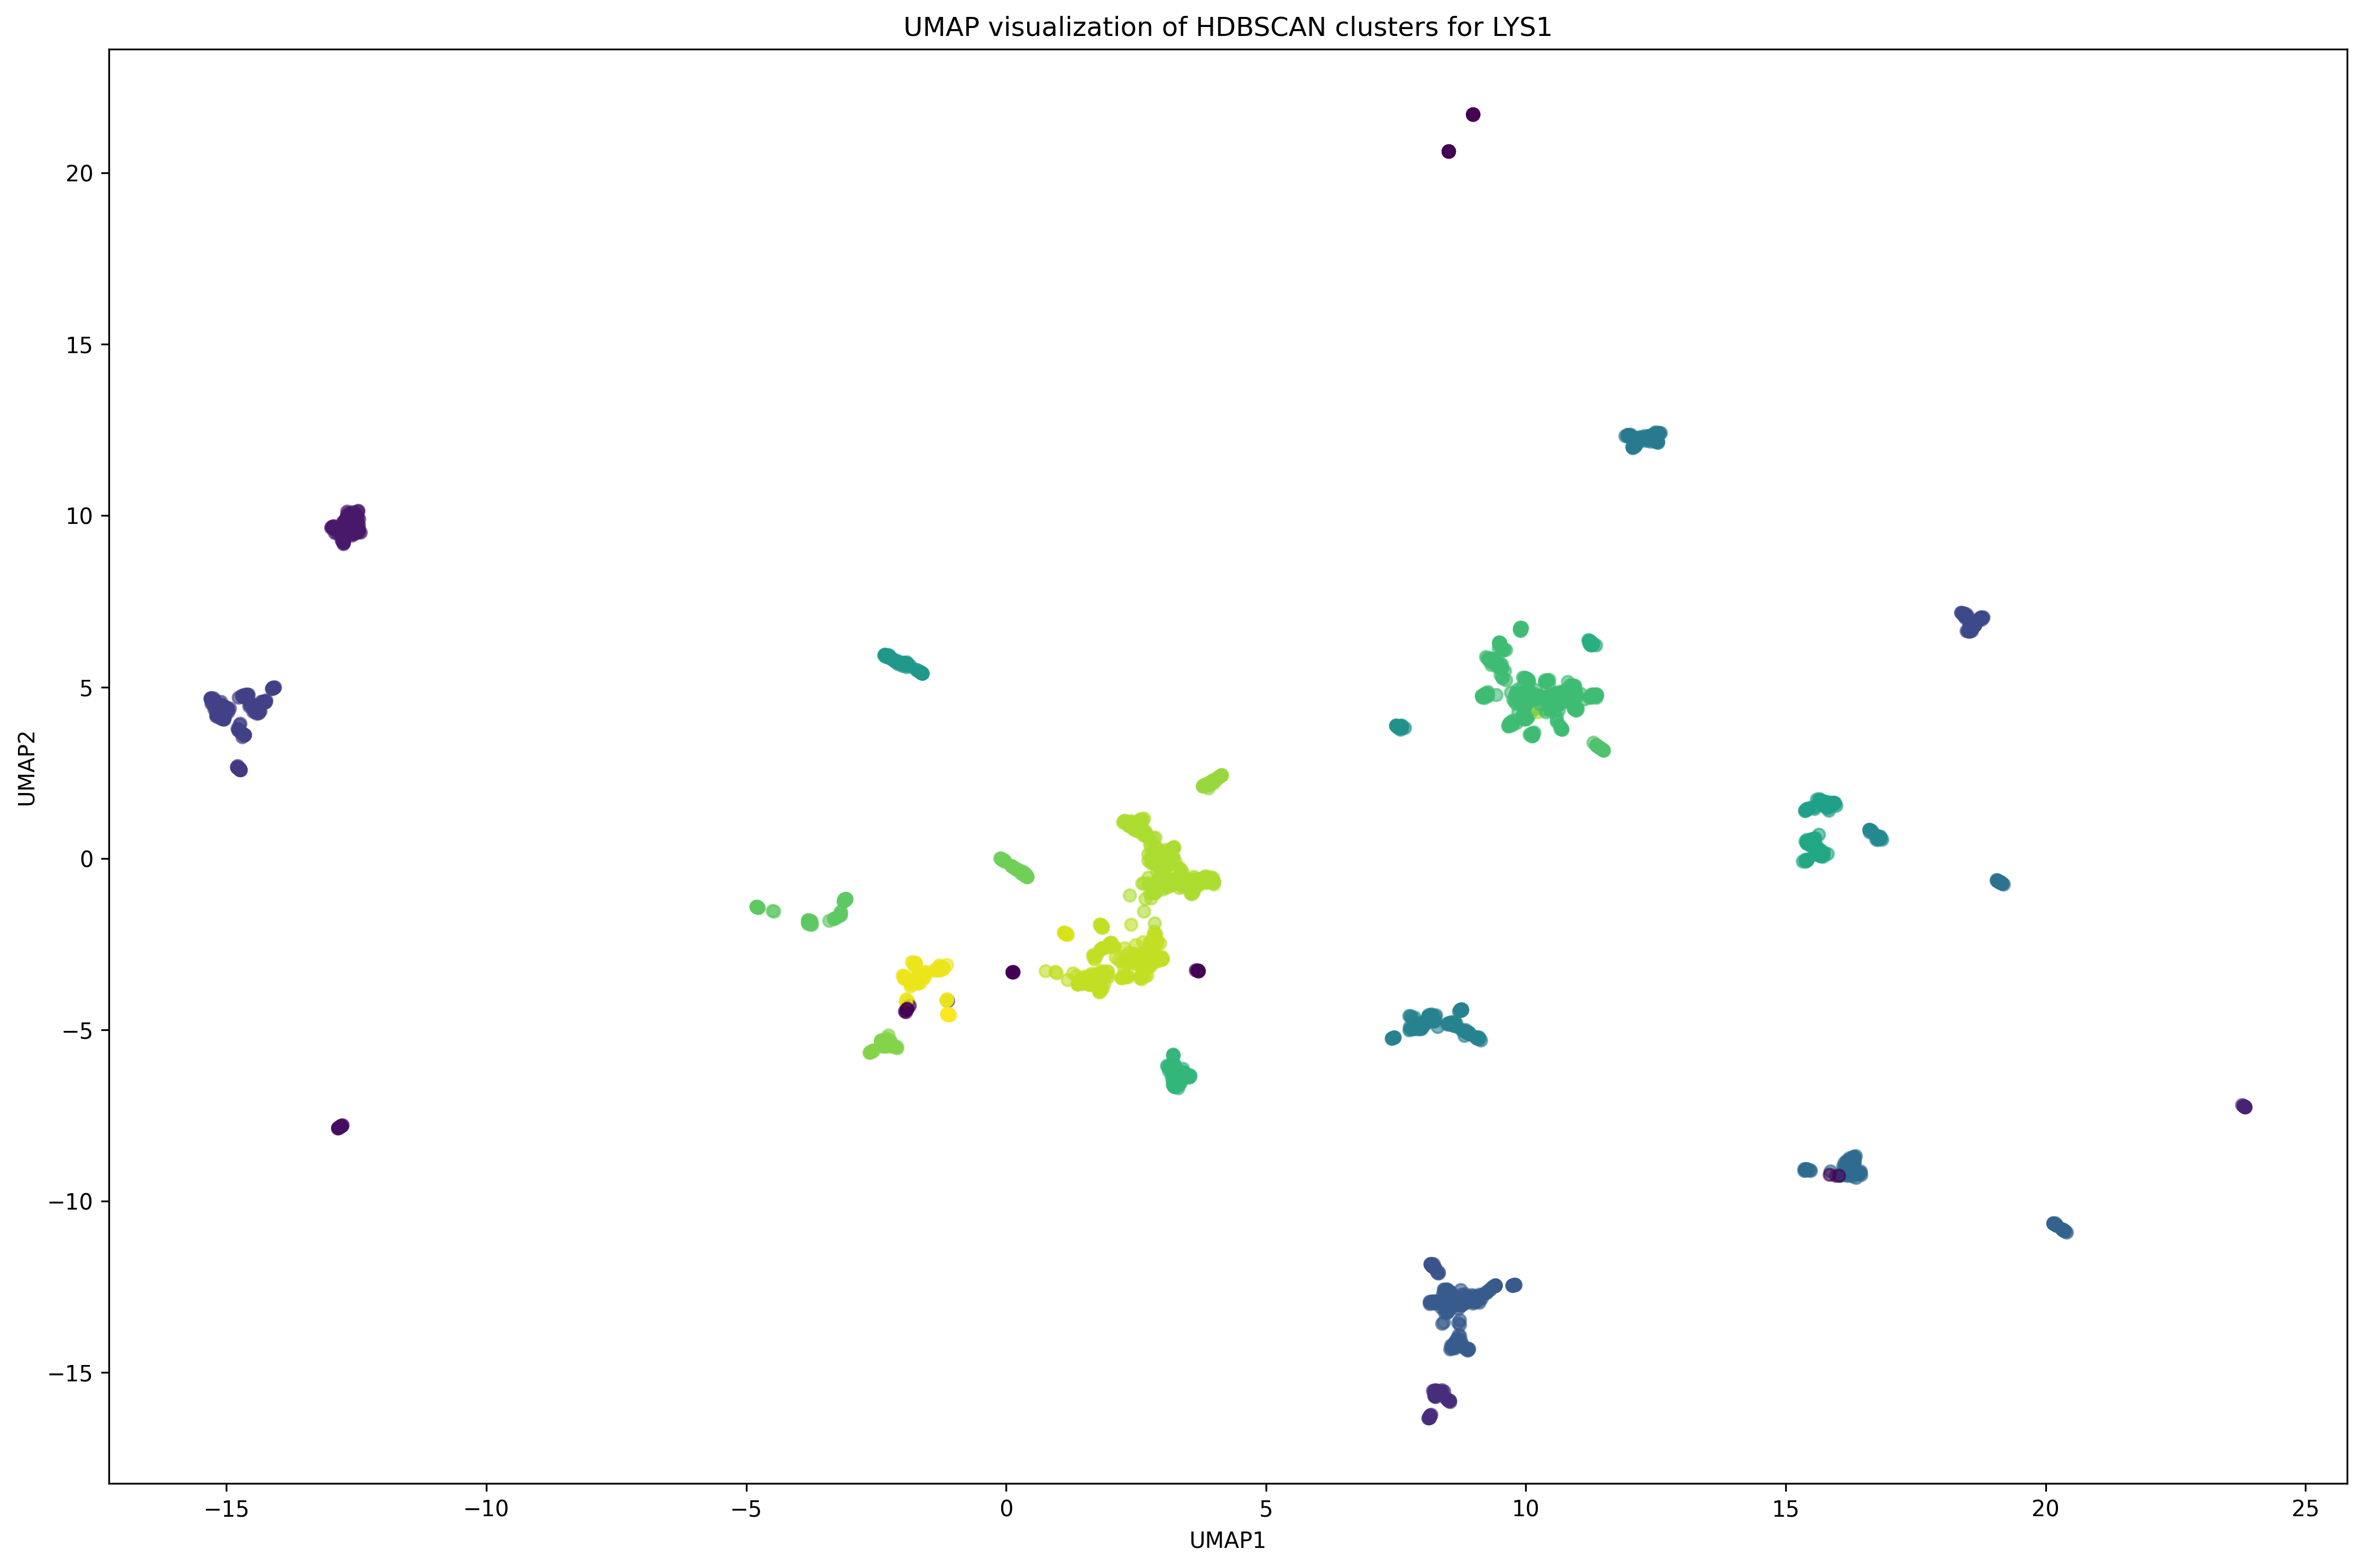 UMAP visualization of HDBSCAN clusters for LYS1
20
15
10
5
0
−5
−10
−15
UMAP2
−15 −10 −5 0 5 10 15 20 25
UMAP1